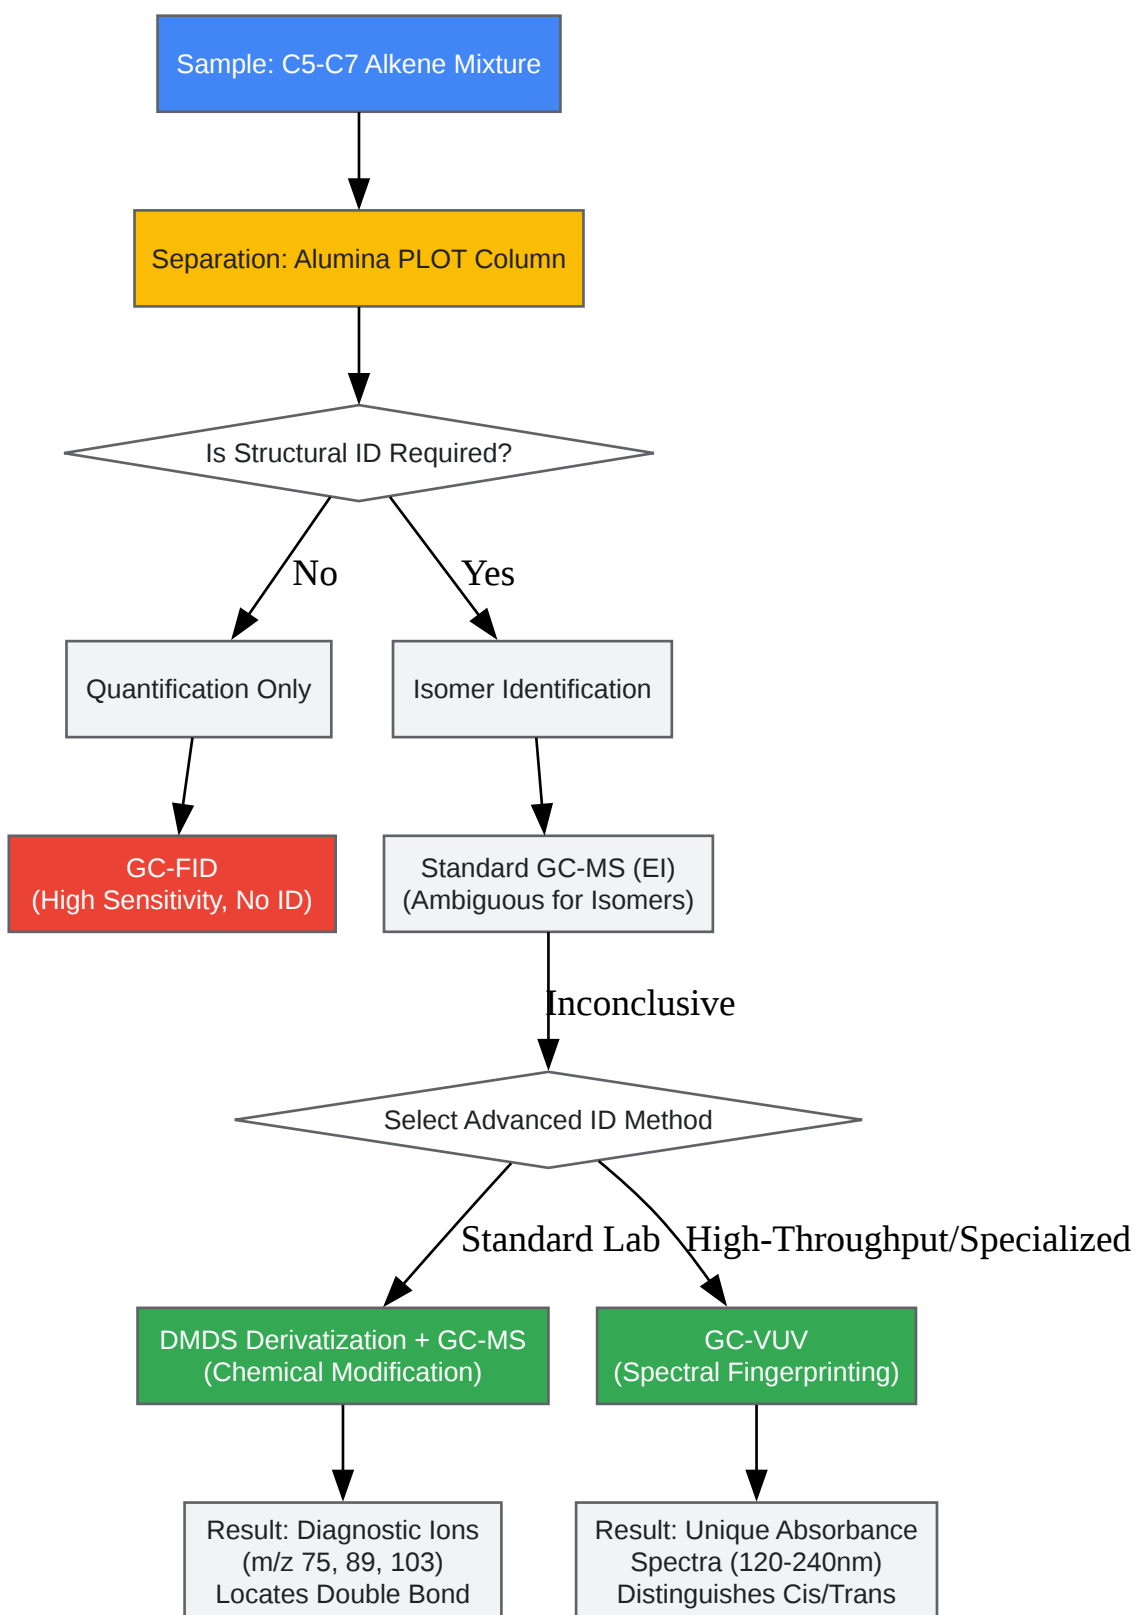 Sample: C5-C7 Alkene Mixture
Separation: Alumina PLOT Column
Is Structural ID Required?
No
Yes
Quantification Only
Isomer Identification
GC-FID
(High Sensitivity, No ID)
Standard GC-MS (EI)
(Ambiguous for Isomers)
Inconclusive
Select Advanced ID Method
Standard Lab
High-Throughput/Specialized
DMDS Derivatization + GC-MS
(Chemical Modification)
GC-VUV
(Spectral Fingerprinting)
Result: Diagnostic Ions
(m/z 75, 89, 103)
Locates Double Bond
Result: Unique Absorbance
Spectra (120-240nm)
Distinguishes Cis/Trans